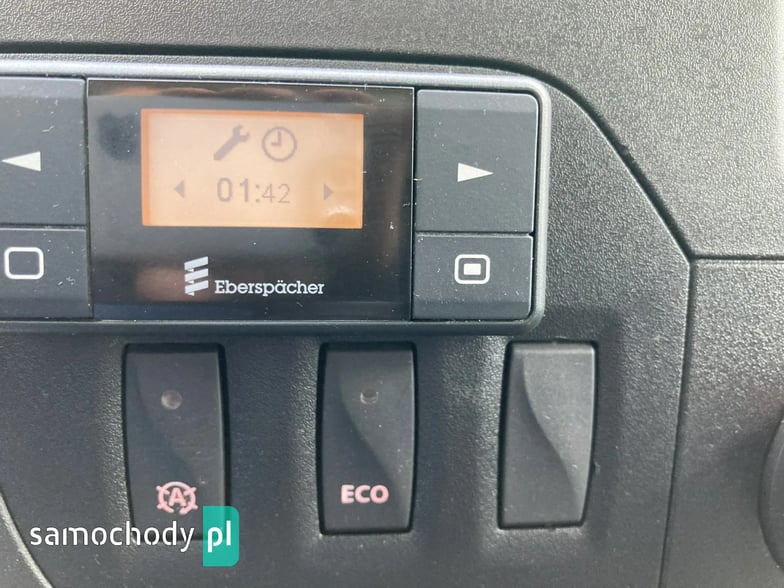 01:42
Eberspächer
A
ECO
samochody pl